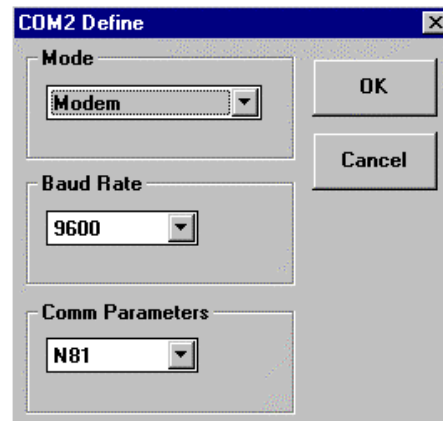 COM2 Define
Mode
Modem
OK
Cancel
Baud Rate
9600
Comm Parameters
N81